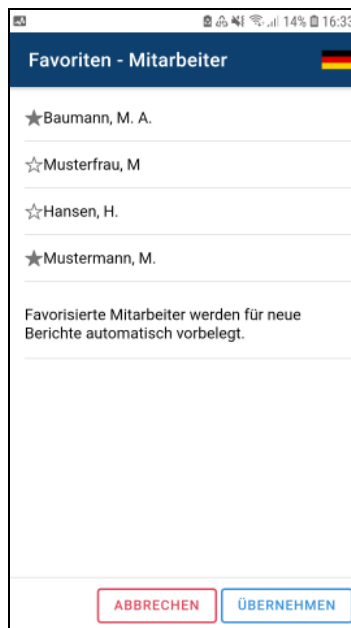 14% 16:33
Favoriten - Mitarbeiter
Baumann, M. A.
Musterfrau, M
Hansen, H.
Mustermann, M.
Favorisierte Mitarbeiter werden für neue
Berichte automatisch vorbelegt.
ABBRECHEN ÜBERNEHMEN